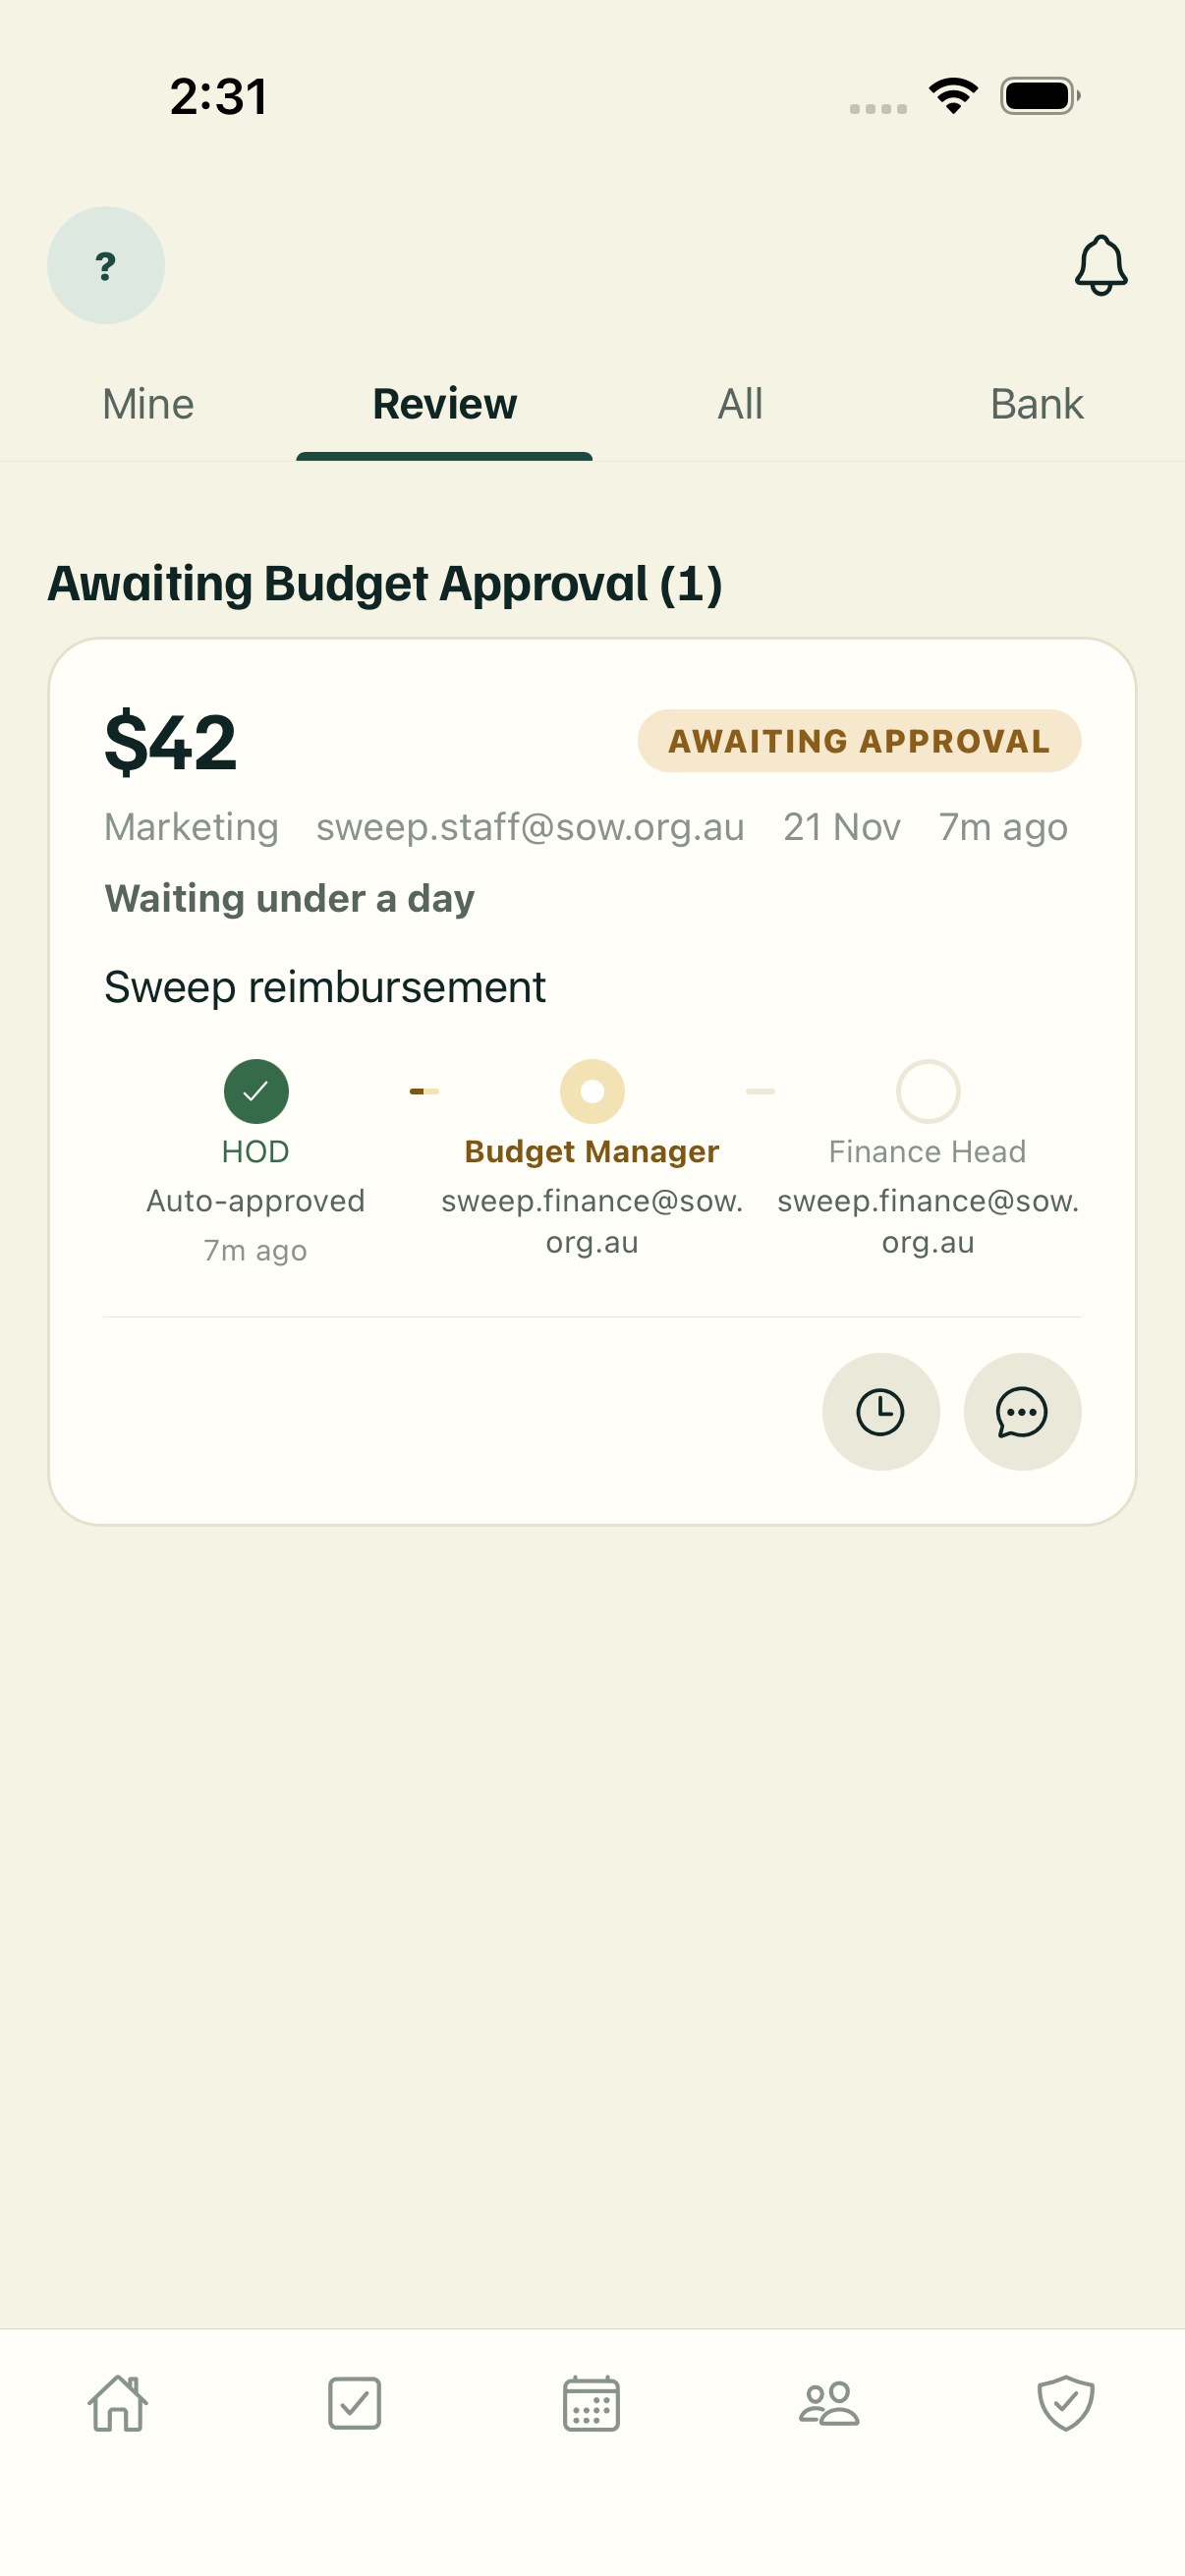 2:31
?
Mine Review All Bank
Awaiting Budget Approval (1)
$42 AWAITING APPROVAL
Marketing sweep.staff@sow.org.au 21 Nov 7m ago
Waiting under a day
Sweep reimbursement
HOD Budget Manager Finance Head
Auto-approved sweep.finance@sow. sweep.finance@sow.
7m ago org.au org.au